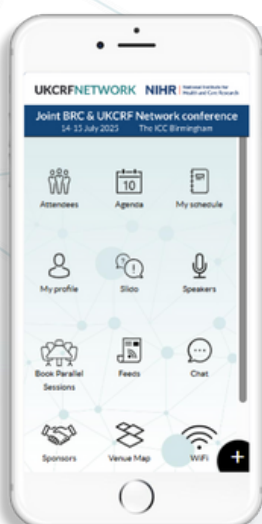 UKCRFNETWORK NIHR | National Institute for
Health and Care Research
Joint BRC & UKCRF Network conference
14-15 July 2025 The ICC Birmingham
Attendees Agenda My schedule
10
My profile Slido Speakers
Book Parallel
Sessions
Feeds Chat
Sponsors Venue Map WiFi